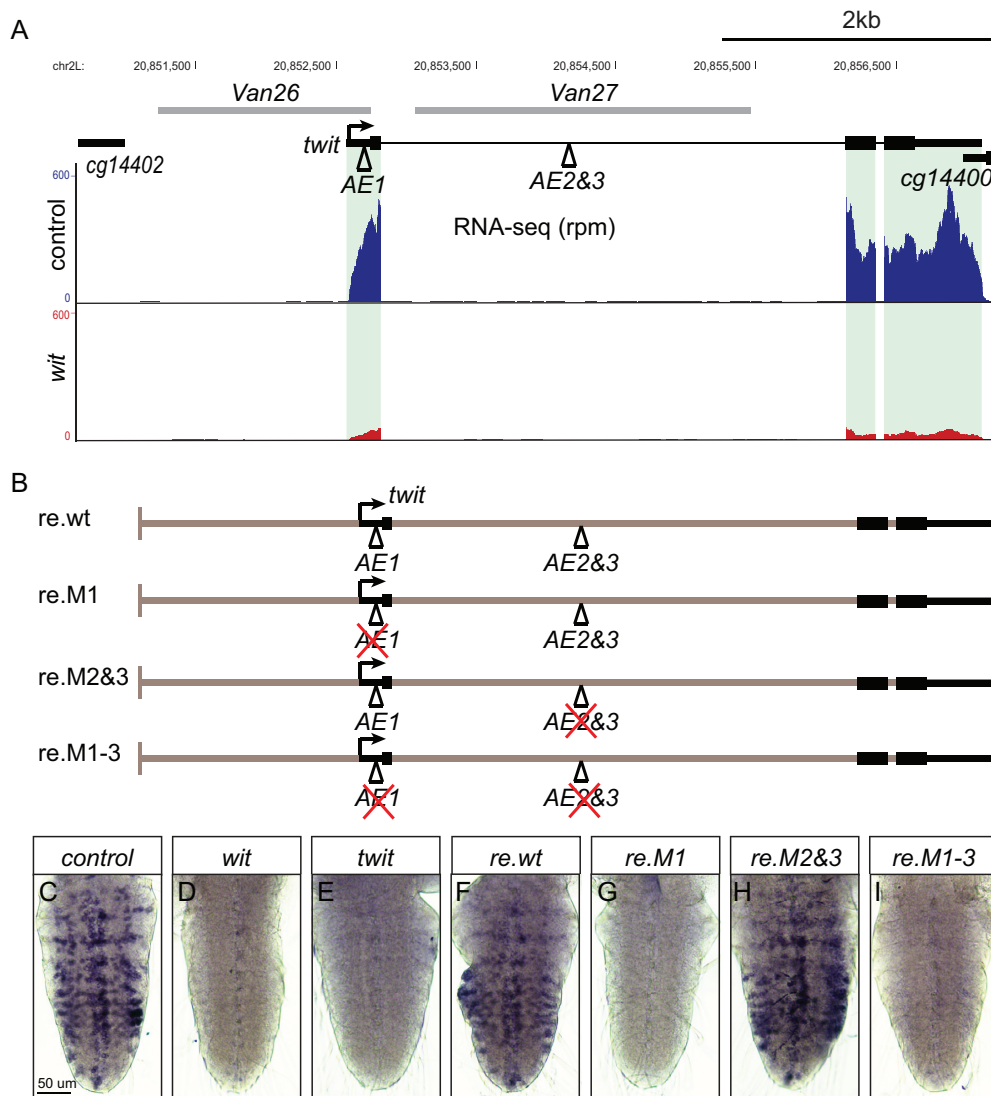 A
2kb
chr2L: 20,851,500 20,852,500 20,853,500 20,854,500 20,855,500 20,856,500
Van26 Van27
twit
cg14402 AE1 AE2&3 cg14400
600
control
RNA-seq (rpm)
0
600
wit
0
B
twit
re.wt
AE1 AE2&3
re.M1
AE1 AE2&3
re.M2&3
AE1 AE2&3
re.M1-3
AE1 AE2&3
control wit twit re.wt re.M1 re.M2&3 re.M1-3
C D E F G H I
50 um